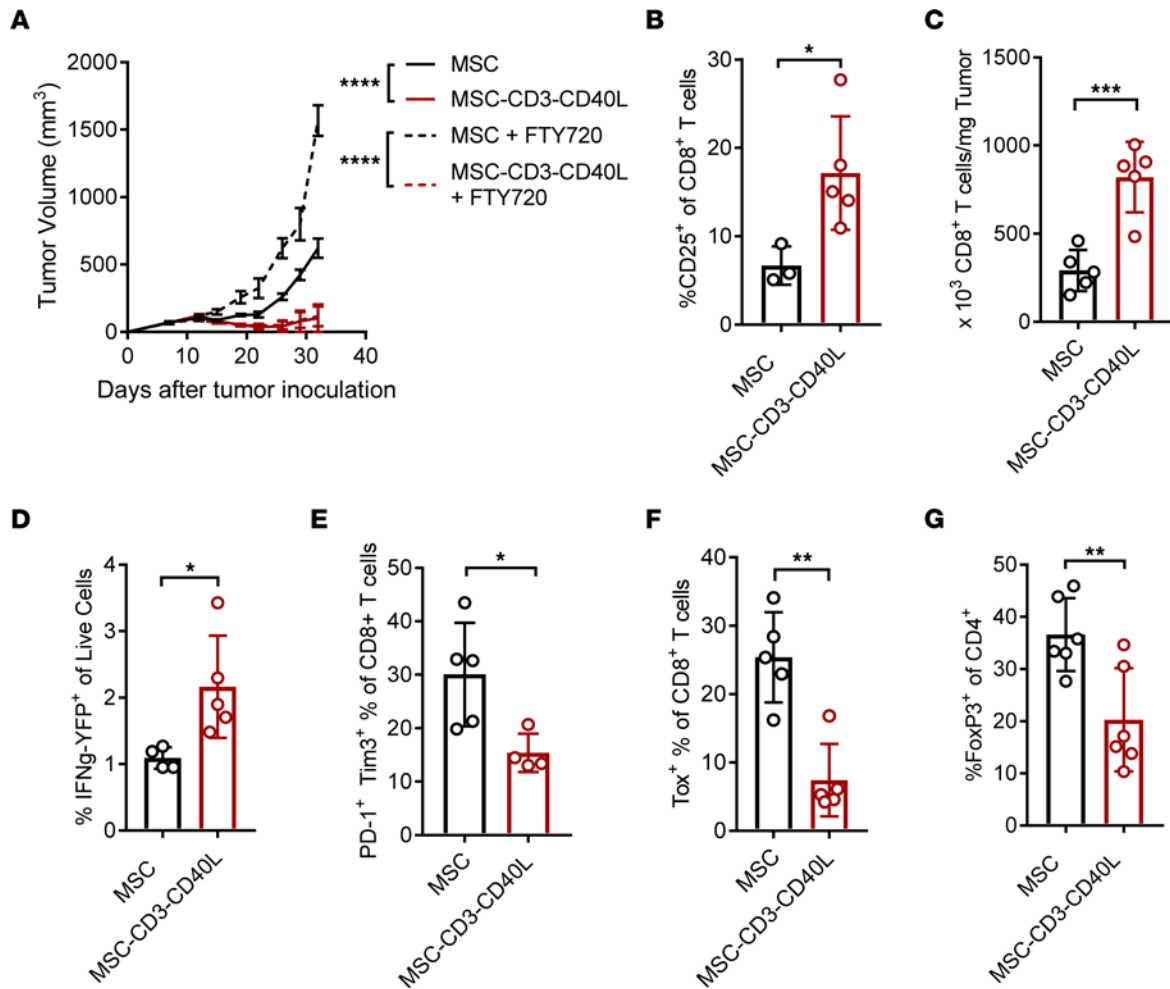 A
Tumor Volume (mm³)
2000
1500
1000
500
0
0 10 20 30 40
Days after tumor inoculation
**** MSC
MSC-CD3-CD40L
**** MSC + FTY720
MSC-CD3-CD40L
+ FTY720
B
%CD25⁺ of CD8⁺ T cells
30
20
10
0
*
MSC
MSC-CD3-CD40L
C
x 10³ CD8⁺ T cells/mg Tumor
1500
1000
500
0
***
MSC
MSC-CD3-CD40L
D
% IFNg-YFP⁺ of Live Cells
4
3
2
1
0
*
MSC
MSC-CD3-CD40L
E
PD-1⁺ Tim3⁺ % of CD8+ T cells
50
40
30
20
10
0
*
MSC
MSC-CD3-CD40L
F
Tox⁺ % of CD8⁺ T cells
40
30
20
10
0
**
MSC
MSC-CD3-CD40L
G
%FoxP3⁺ of CD4⁺
50
40
30
20
10
0
**
MSC
MSC-CD3-CD40L